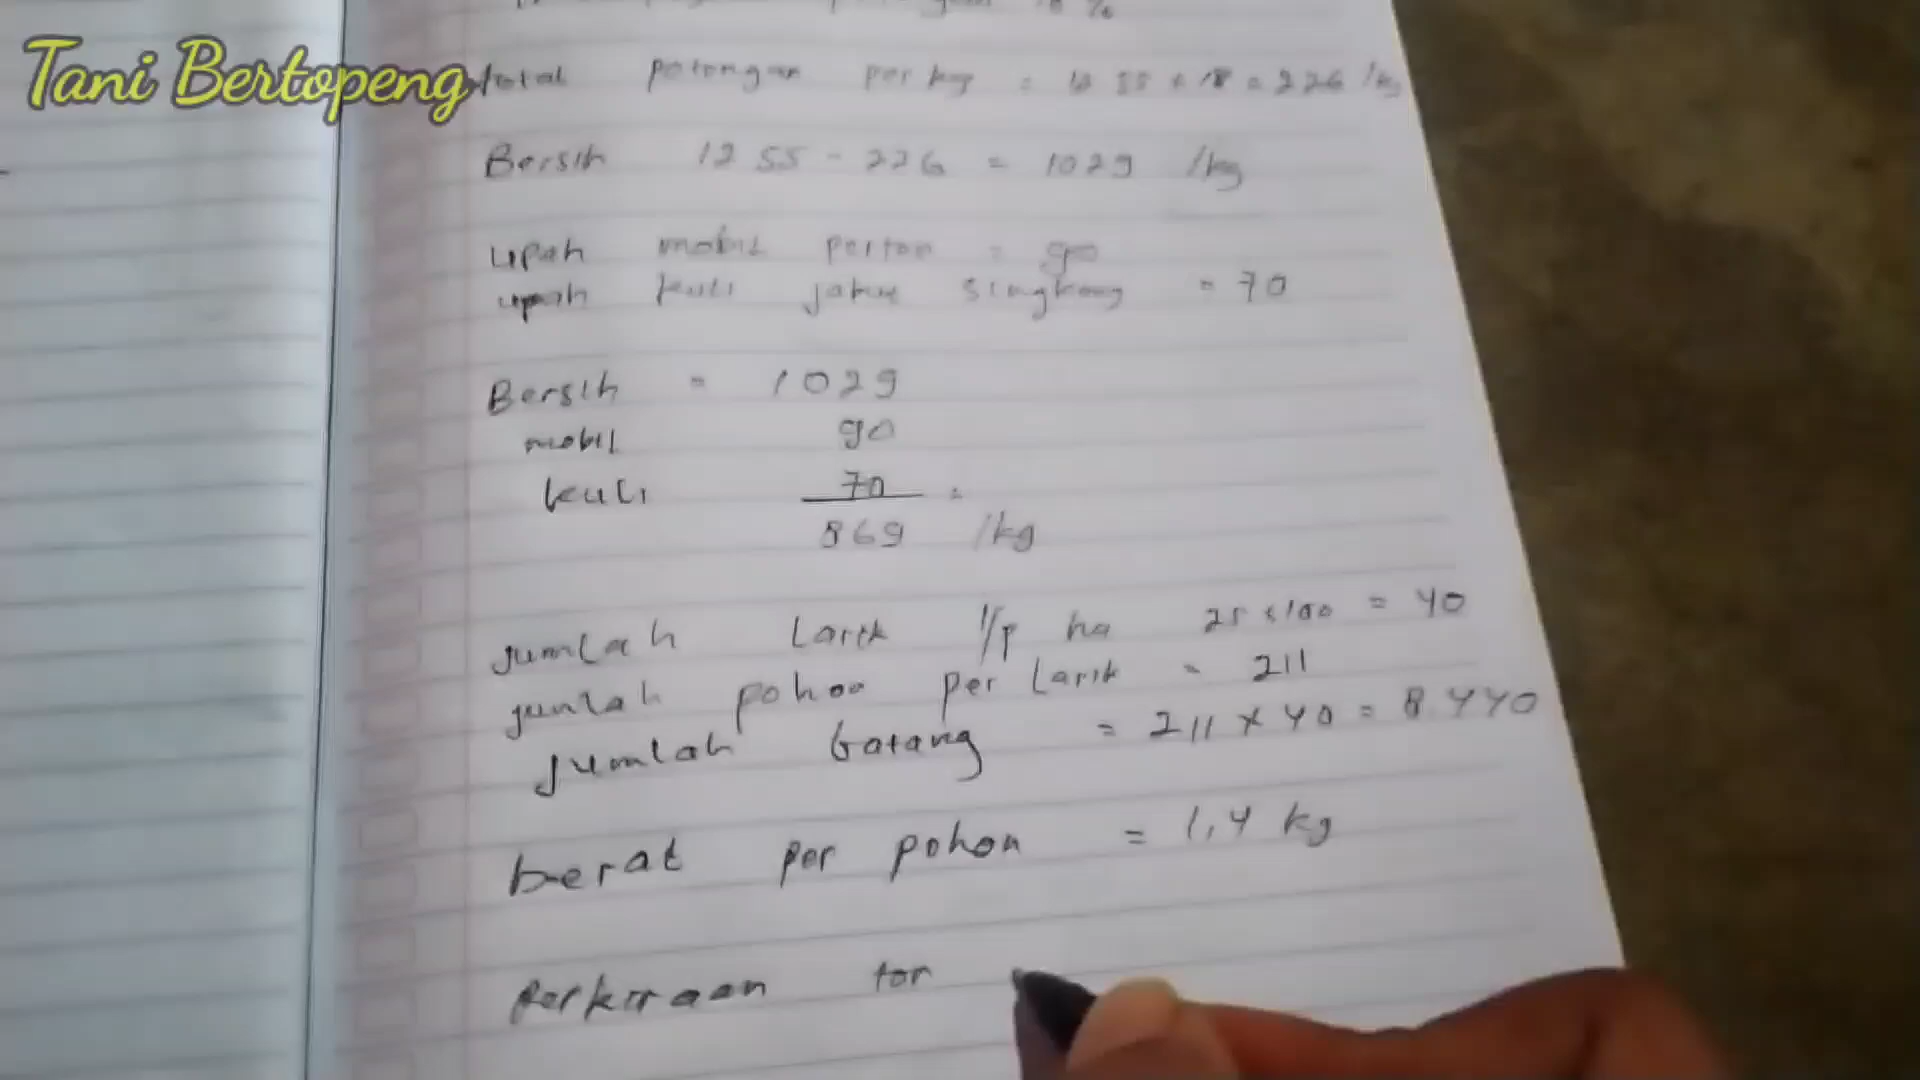 Tani Bertopeng
%
total potongan per kg = 1255 x 18 = 226 /kg
Bersih 1255 - 226 = 1029 /kg
upah mobil perton = 90
upah kuli jabut singkong = 70
Bersih = 1029
mobil 90
kuli 70 =
869 /kg
jumlah Larik 1/p ha 25 x 100 = 40
jumlah pohon per Larik = 211
jumlah batang = 211 x 40 = 8.440
berat per pohon = 1,4 kg
perkiraan ton